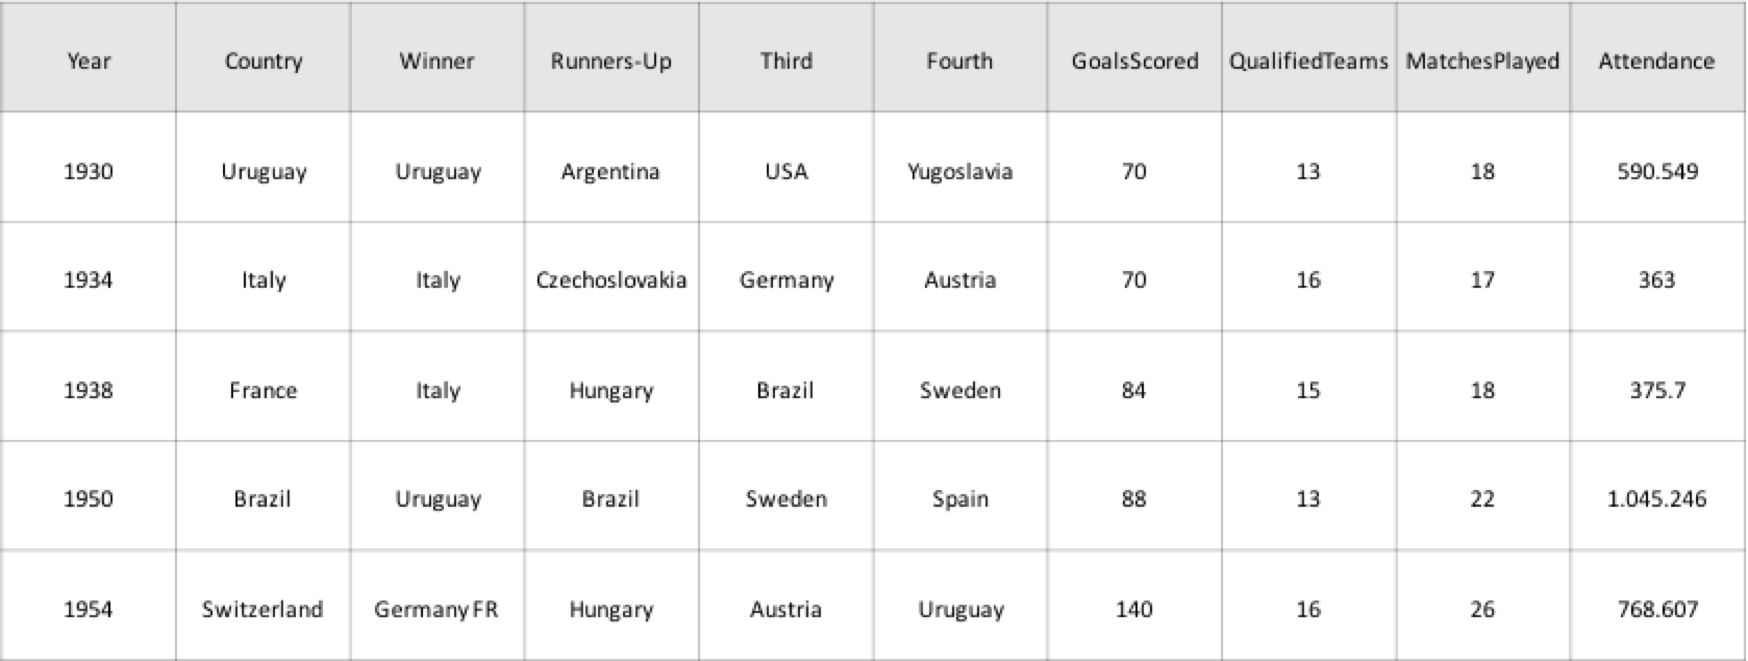 Year Country Winner Runners-Up Third Fourth GoalsScored QualifiedTeams MatchesPlayed Attendance
1930 Uruguay Uruguay Argentina USA Yugoslavia 70 13 18 590.549
1934 Italy Italy Czechoslovakia Germany Austria 70 16 17 363
1938 France Italy Hungary Brazil Sweden 84 15 18 375.7
1950 Brazil Uruguay Brazil Sweden Spain 88 13 22 1.045.246
1954 Switzerland Germany FR Hungary Austria Uruguay 140 16 26 768.607